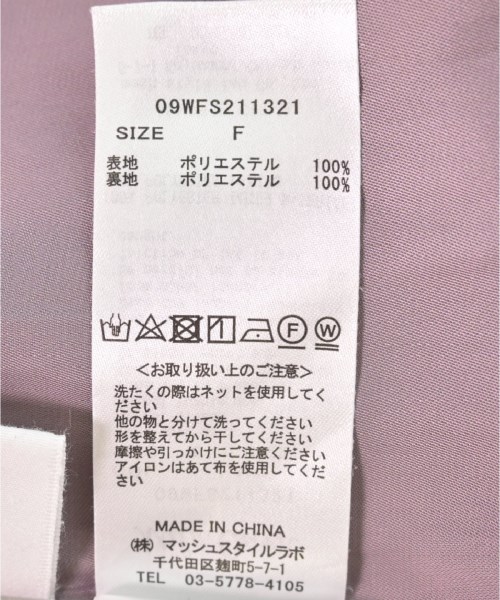 09WFS211321
SIZE F
表地 ポリエステル 100%
裏地 ポリエステル 100%
F W
<お取り扱い上のご注意>
洗たくの際はネットを使用してく
ださい
他の物と分けて洗ってください
形を整えてから干してください
摩擦や引っかけにご注意ください
アイロンはあて布を使用してくだ
さい
MADE IN CHINA
(株) マッシュスタイルラボ
千代田区麹町5-7-1
TEL 03-5778-4105